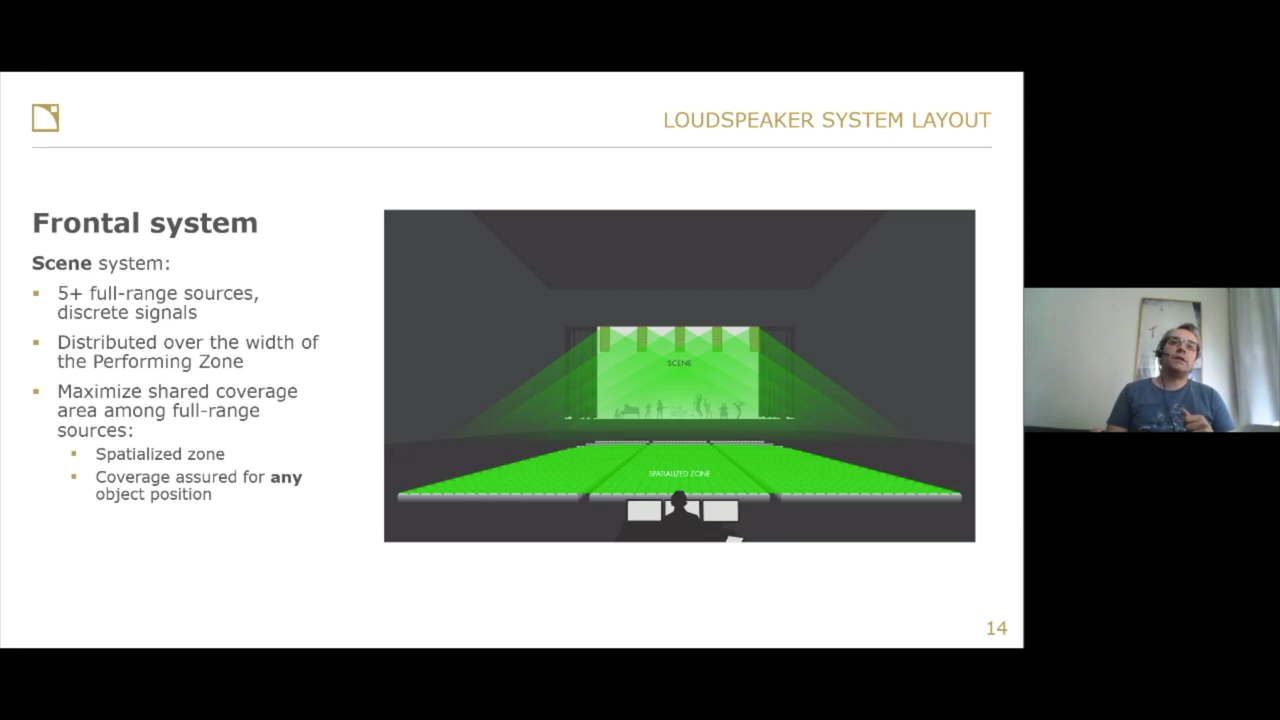 LOUDSPEAKER SYSTEM LAYOUT
Frontal system
Scene system:
▪ 5+ full-range sources,
discrete signals
▪ Distributed over the width of
the Performing Zone
▪ Maximize shared coverage
area among full-range
sources:
▪ Spatialized zone
▪ Coverage assured for any
object position
SCENE
SPATIALIZED ZONE
14